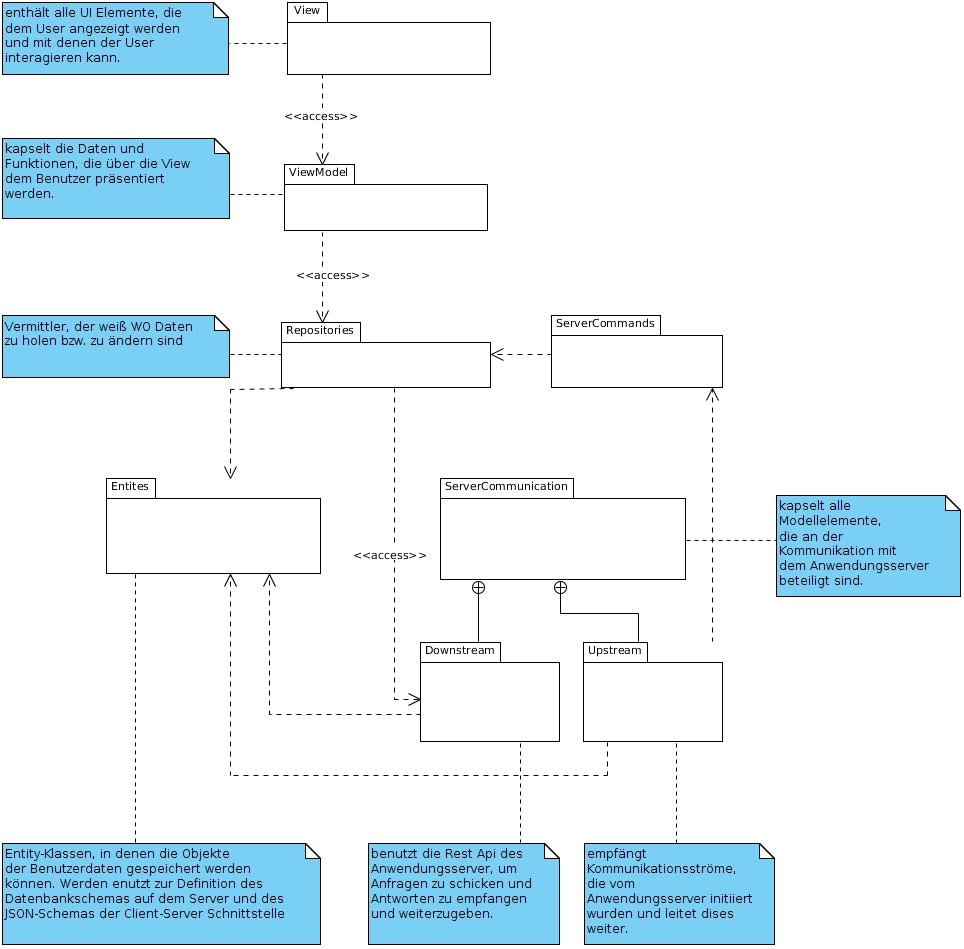 enthält alle UI Elemente, die
dem User angezeigt werden
und mit denen der User
interagieren kann.
View
<<access>>
kapselt die Daten und
Funktionen, die über die View
dem Benutzer präsentiert
werden.
ViewModel
<<access>>
Vermittler, der weiß WO Daten
zu holen bzw. zu ändern sind
Repositories
ServerCommands
Entites
ServerCommunication
kapselt alle
Modellelemente,
die an der
Kommunikation mit
dem Anwendungsserver
beteiligt sind.
<<access>>
Downstream
Upstream
Entity-Klassen, in denen die Objekte
der Benutzerdaten gespeichert werden
können. Werden enutzt zur Definition des
Datenbankschemas auf dem Server und des
JSON-Schemas der Client-Server Schnittstelle
benutzt die Rest Api des
Anwendungsserver, um
Anfragen zu schicken und
Antworten zu empfangen
und weiterzugeben.
empfängt
Kommunikationsströme,
die vom
Anwendungsserver initiiert
wurden und leitet dises
weiter.